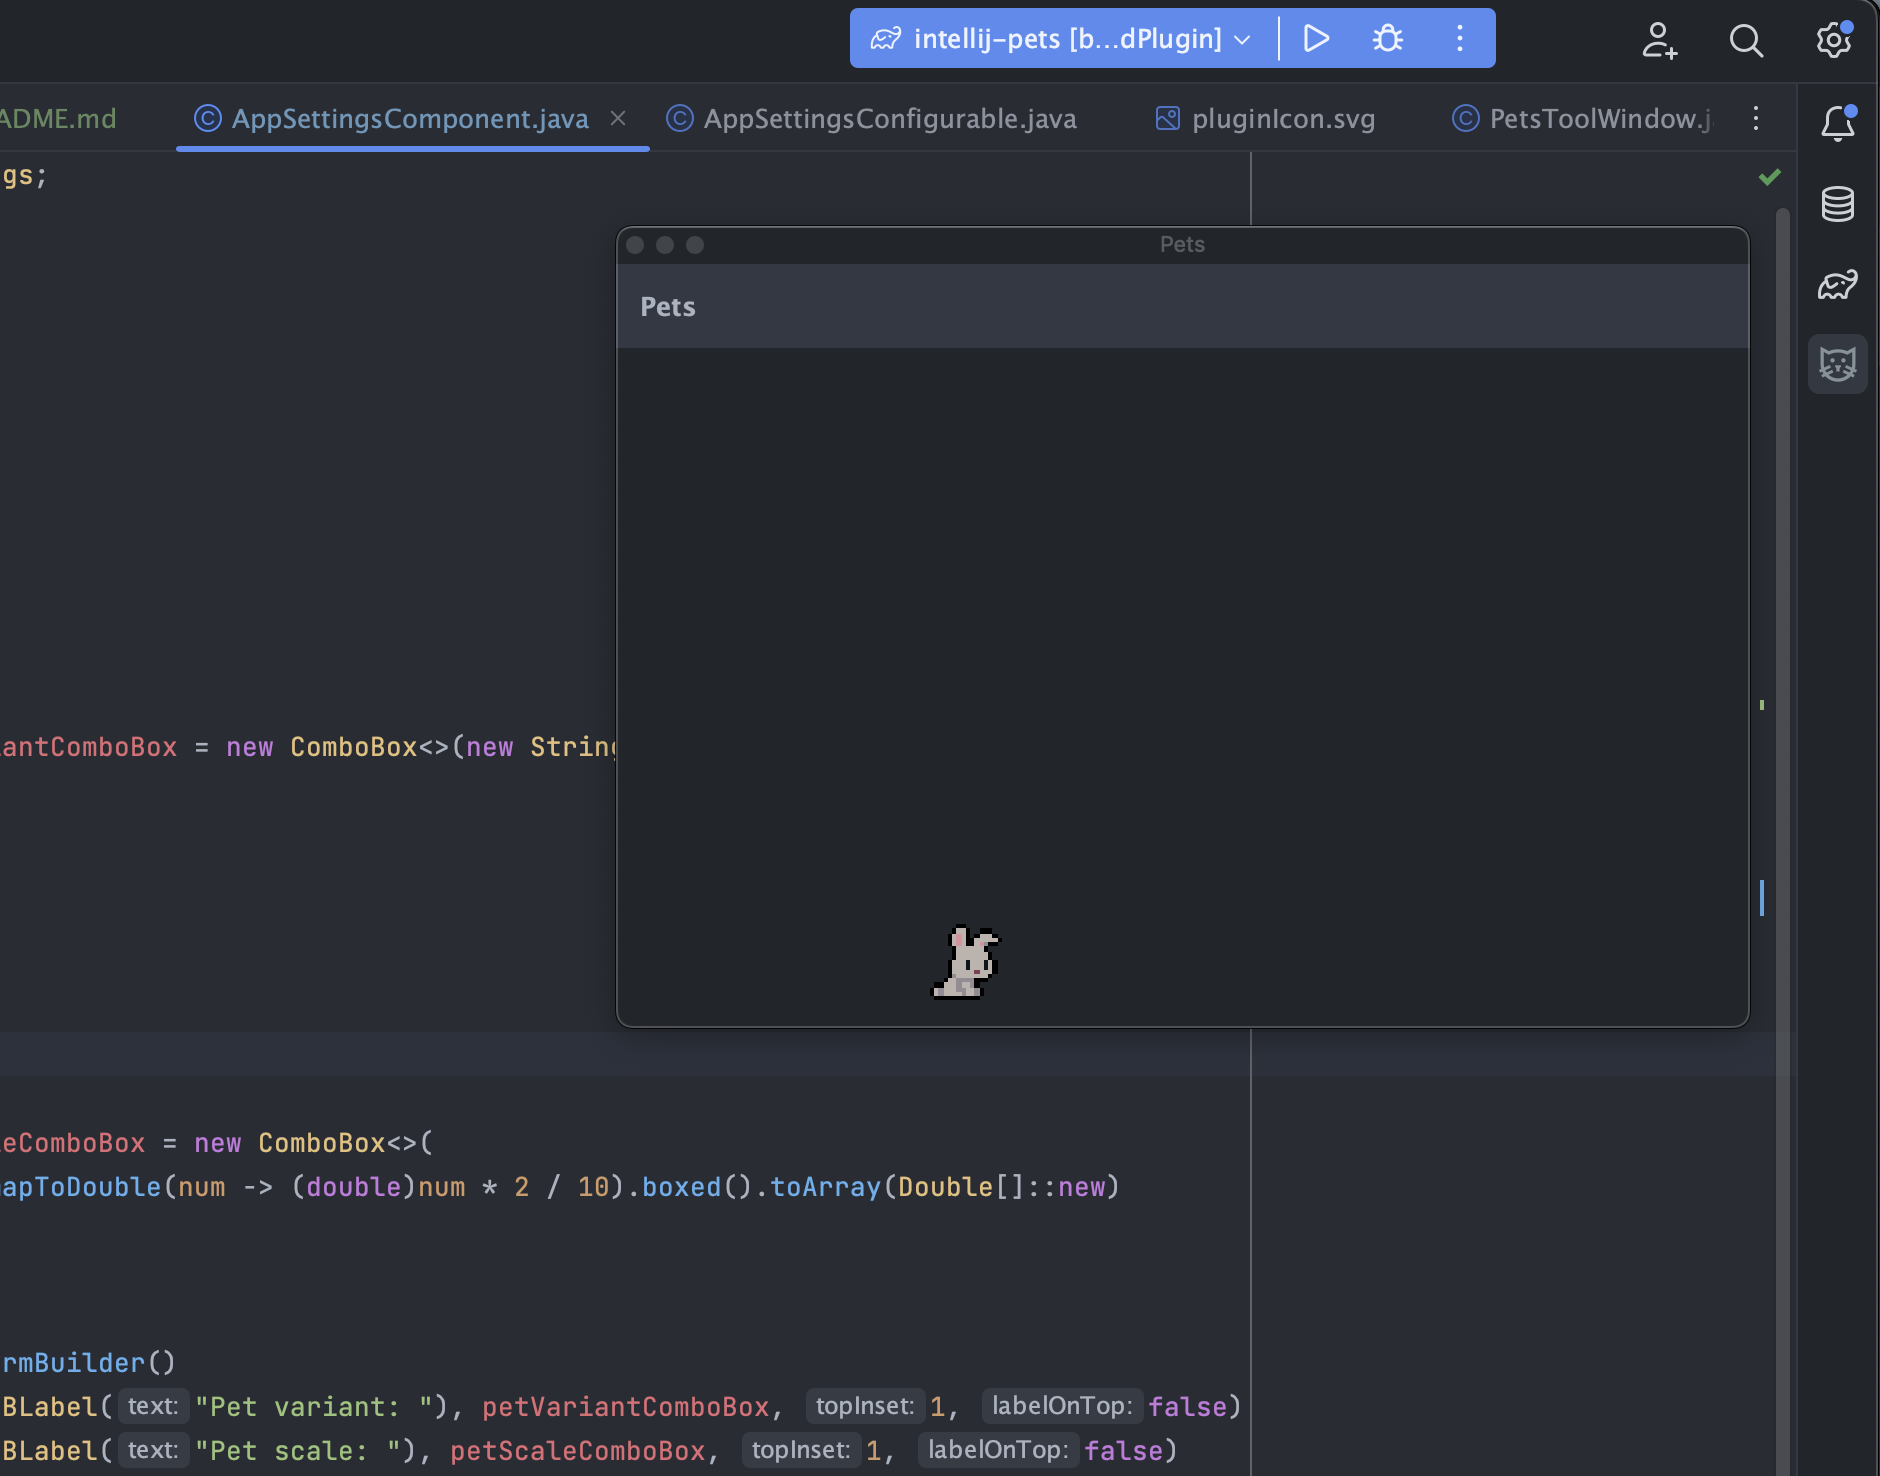 intellij-pets [b...dPlugin]
ADME.md
AppSettingsComponent.java
AppSettingsConfigurable.java
pluginIcon.svg
PetsToolWindow.j
gs;
Pets
Pets
antComboBox = new ComboBox<>(new String
eComboBox = new ComboBox<>(
apToDouble(num -> (double)num * 2 / 10).boxed().toArray(Double[]::new)
rmBuilder()
BLabel( text: "Pet variant: "), petVariantComboBox, topInset: 1, labelOnTop: false)
BLabel( text: "Pet scale: "), petScaleComboBox, topInset: 1, labelOnTop: false)